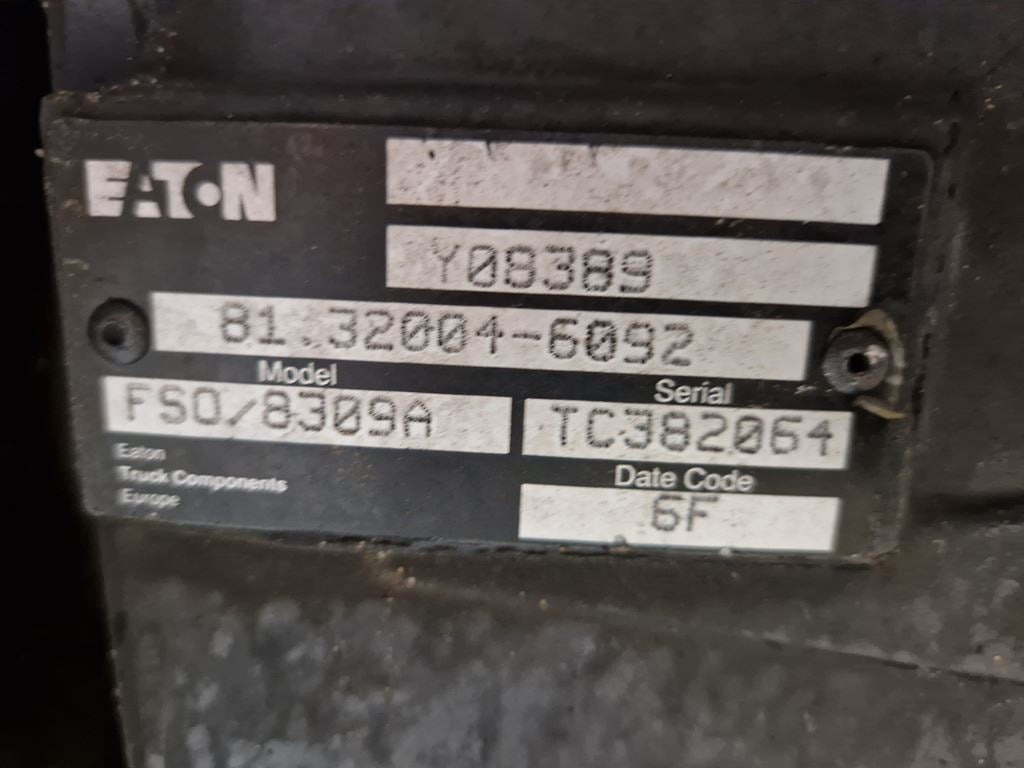 EATON
Y08389
81.32004-6092
Model
Serial
FSO/8309A
TC382064
Eaton
Truck Components
Europe
Date Code
6F